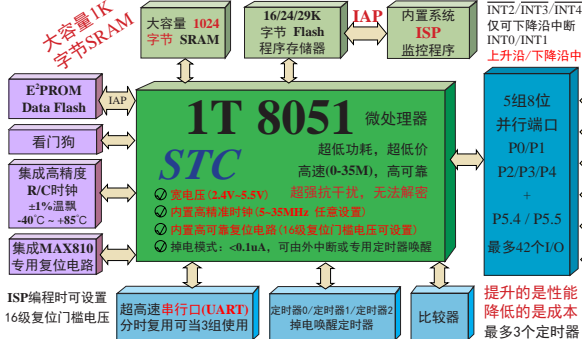 大容量1K
字节SRAM
大容量 1024
字节 SRAM
16/24/29K
字节 Flash
程序存储器
IAP
内置系统
ISP
监控程序
INT2/INT3/INT4
仅可下降沿中断
INT0/INT1
上升沿/下降沿中
E²PROM
Data Flash
IAP
看门狗
集成高精度
R/C时钟
±1%温飘
-40℃ ~ +85℃
集成MAX810
专用复位电路
1T 8051 微处理器
STC
超低功耗，超低价
高速(0-35M)，高可靠
超强抗干扰，无法解密
宽电压(2.4V~5.5V)
内置高精准时钟(5~35MHz 任意设置)
内置高可靠复位电路(16级复位门槛电压可设置)
掉电模式：<0.1uA，可由外中断或专用定时器唤醒
5组8位
并行端口
P0/P1
P2/P3/P4
+
P5.4 / P5.5
最多42个I/O
ISP编程时可设置
16级复位门槛电压
超高速串行口(UART)
分时复用可当3组使用
定时器0/定时器1/定时器2
掉电唤醒定时器
比较器
提升的是性能
降低的是成本
最多3个定时器